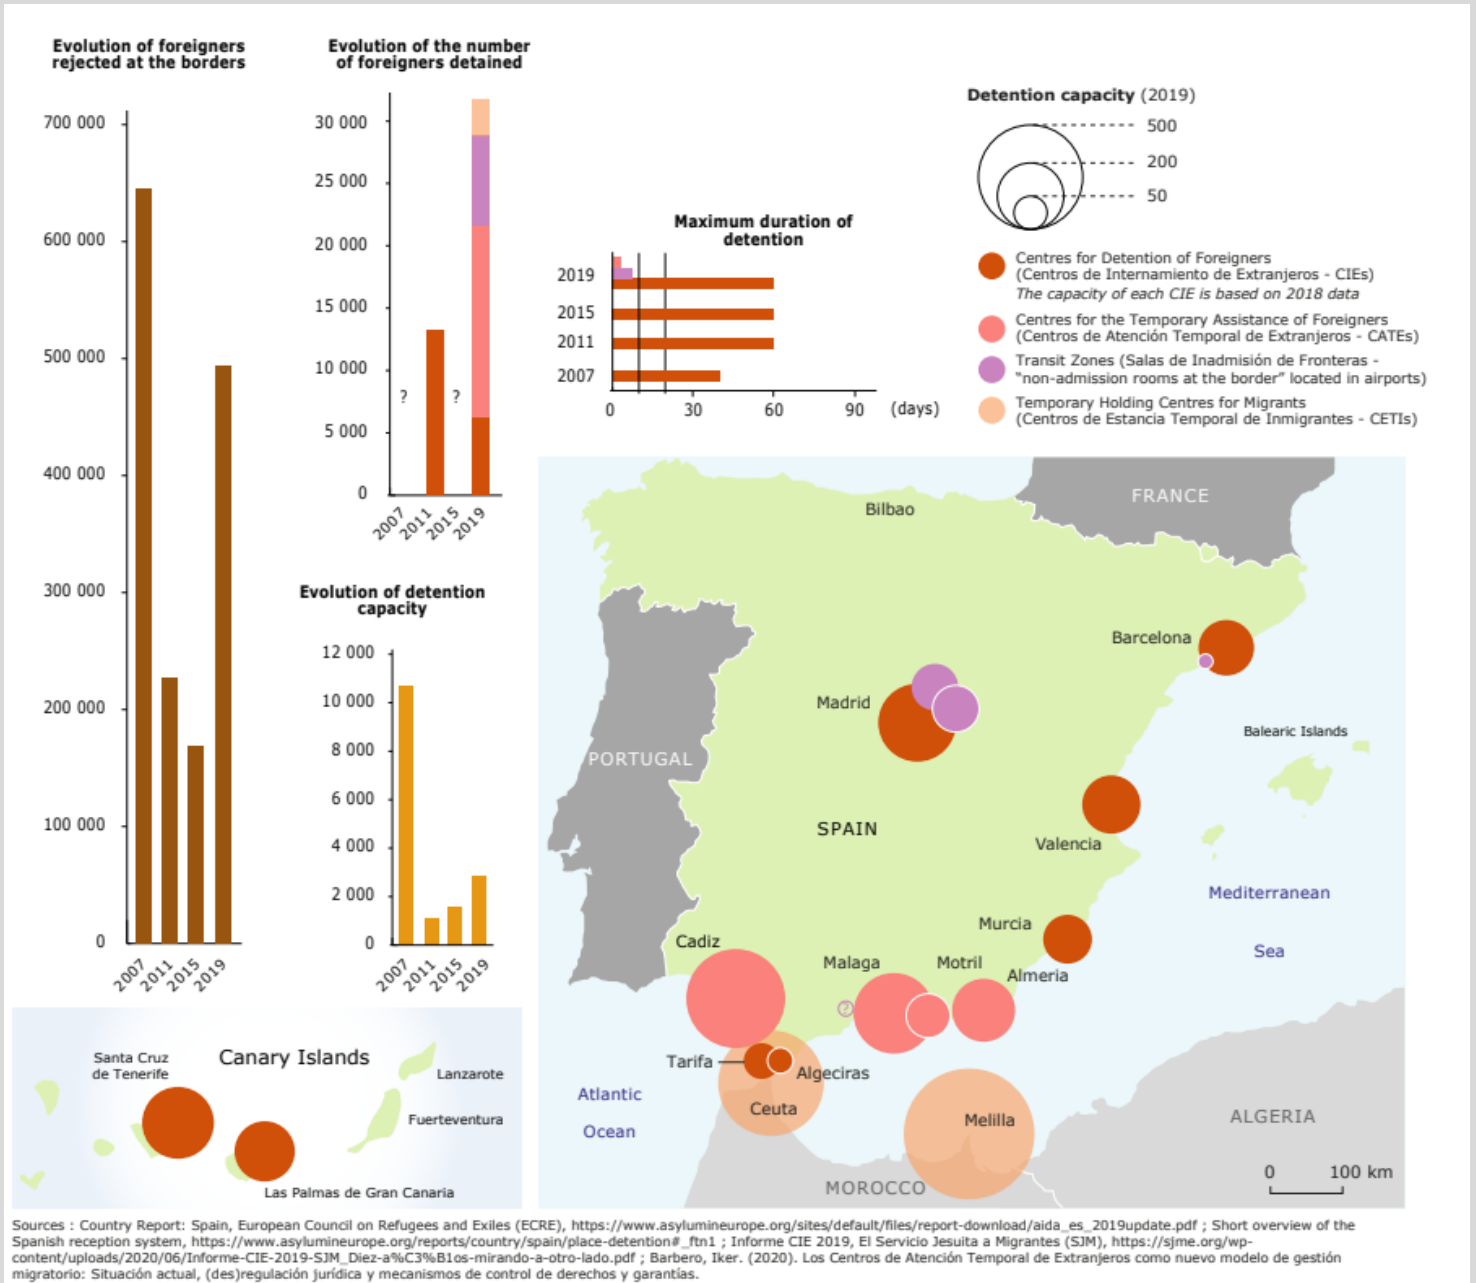 Evolution of foreigners
rejected at the borders
700 000
600 000
500 000
400 000
300 000
200 000
100 000
0
2007
2011
2015
2019
Evolution of the number
of foreigners detained
30 000
25 000
20 000
15 000
10 000
5 000
0
?
?
2007
2011
2015
2019
Evolution of detention
capacity
12 000
10 000
8 000
6 000
4 000
2 000
0
2007
2011
2015
2019
Maximum duration of
detention
2019
2015
2011
2007
0
30
60
90
(days)
Detention capacity (2019)
500
200
50
Centres for Detention of Foreigners
(Centros de Internamiento de Extranjeros - CIEs)
The capacity of each CIE is based on 2018 data
Centres for the Temporary Assistance of Foreigners
(Centros de Atención Temporal de Extranjeros - CATEs)
Transit Zones (Salas de Inadmisión de Fronteras -
“non-admission rooms at the border” located in airports)
Temporary Holding Centres for Migrants
(Centros de Estancia Temporal de Inmigrantes - CETIs)
FRANCE
Bilbao
Barcelona
Madrid
Balearic Islands
PORTUGAL
SPAIN
Valencia
Mediterranean
Sea
Murcia
Cadiz
Malaga
Motril
Almeria
?
Tarifa
Algeciras
Ceuta
Melilla
Atlantic
Ocean
ALGERIA
MOROCCO
0
100 km
Santa Cruz
de Tenerife
Canary Islands
Lanzarote
Fuerteventura
Las Palmas de Gran Canaria
Sources : Country Report: Spain, European Council on Refugees and Exiles (ECRE), https://www.asylumineurope.org/sites/default/files/report-download/aida_es_2019update.pdf ; Short overview of the
Spanish reception system, https://www.asylumineurope.org/reports/country/spain/place-detention#_ftn1 ; Informe CIE 2019, El Servicio Jesuita a Migrantes (SJM), https://sjme.org/wp-
content/uploads/2020/06/Informe-CIE-2019-SJM_Diez-a%C3%B1os-mirando-a-otro-lado.pdf ; Barbero, Iker. (2020). Los Centros de Atención Temporal de Extranjeros como nuevo modelo de gestión
migratorio: Situación actual, (des)regulación jurídica y mecanismos de control de derechos y garantías.